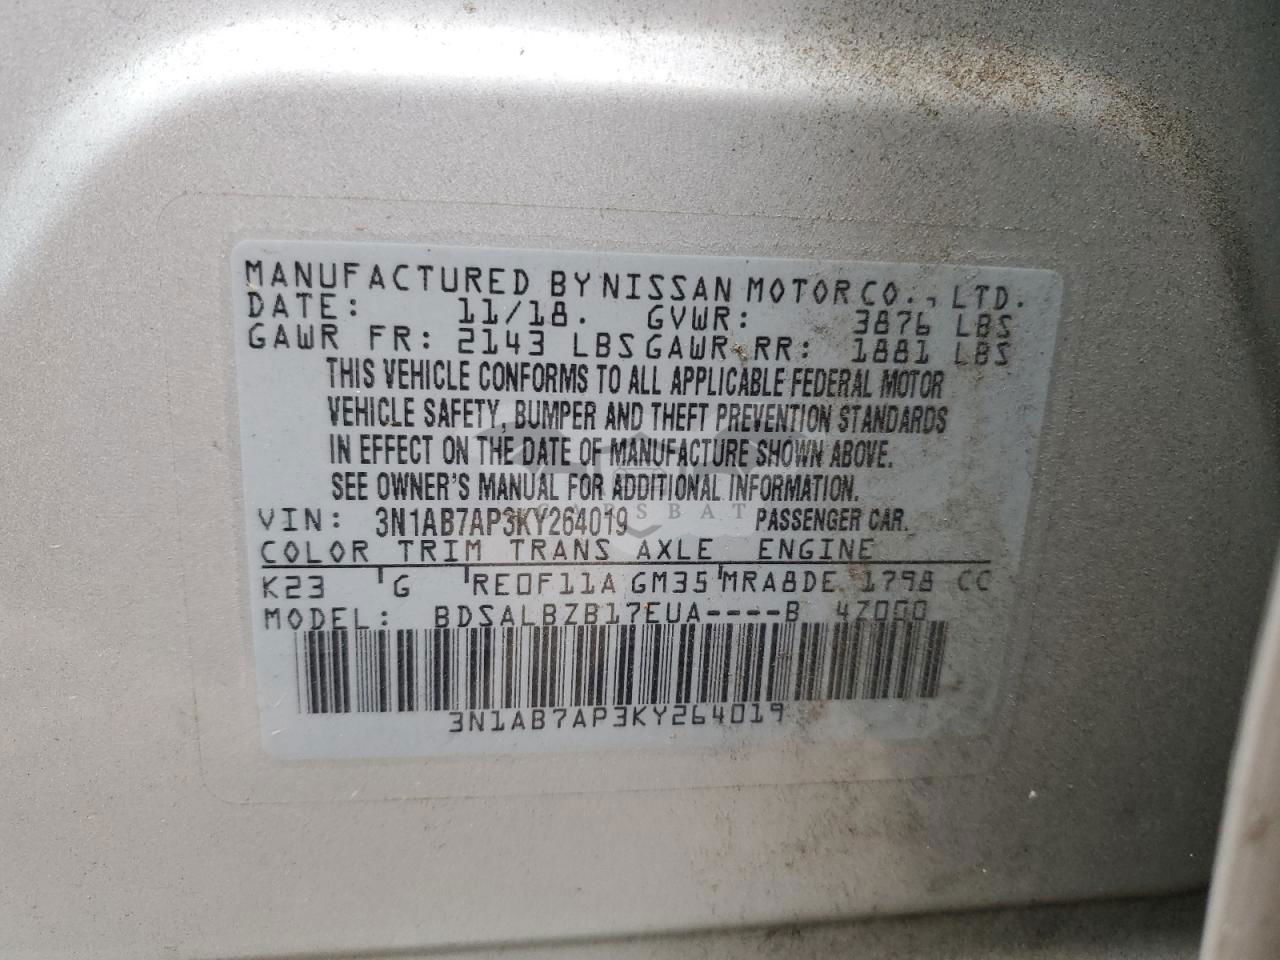 MANUFACTURED BY NISSAN MOTOR CO., LTD.
DATE: 11/18. GVWR: 3876 LBS
GAWR FR: 2143 LBS GAWR RR: 1881 LBS
THIS VEHICLE CONFORMS TO ALL APPLICABLE FEDERAL MOTOR
VEHICLE SAFETY, BUMPER AND THEFT PREVENTION STANDARDS
IN EFFECT ON THE DATE OF MANUFACTURE SHOWN ABOVE.
SEE OWNER'S MANUAL FOR ADDITIONAL INFORMATION.
VIN: 3N1AB7AP3KY264019 PASSENGER CAR.
COLOR TRIM TRANS AXLE ENGINE
K23 G RE0F11A GM35 MRA8DE 1798 CC
MODEL: BDSALBZB17EUA----B 4Z000
3N1AB7AP3KY264019